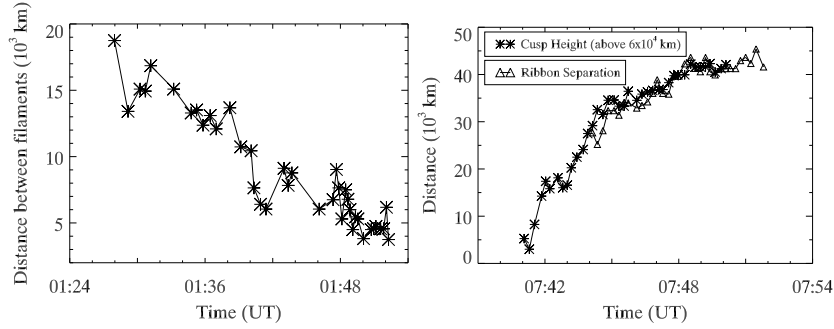 Distance between filaments (10³ km)
20
15
10
5
01:24
01:36
01:48
Time (UT)
Distance (10³ km)
50
40
30
20
10
0
Cusp Height (above 6x10⁴ km)
Ribbon Separation
07:42
07:48
07:54
Time (UT)